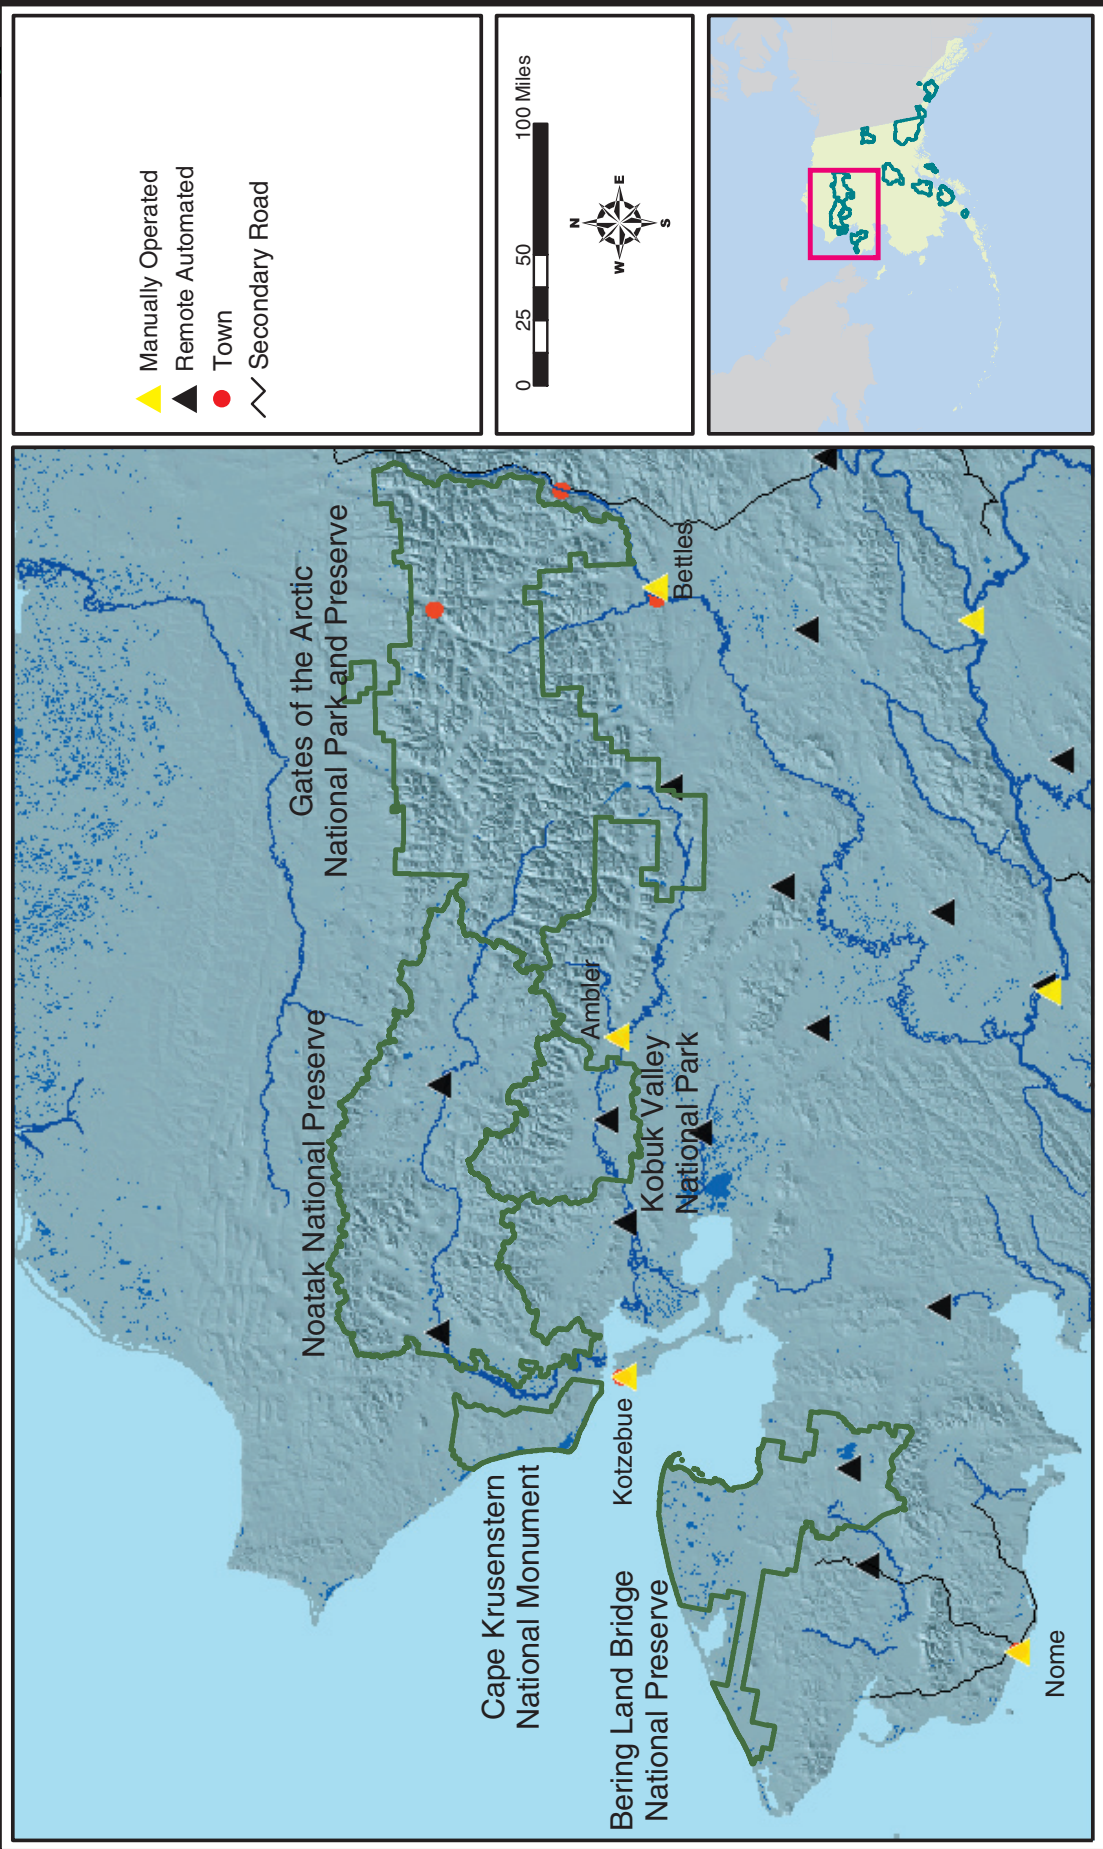 Gates of the Arctic
National Park and Preserve
Noatak National Preserve
Bettles
Ambler
Kobuk Valley
National Park
Cape Krusenstern
National Monument
Kotzebue
Bering Land Bridge
National Preserve
Nome
Manually Operated
Remote Automated
Town
Secondary Road
0 25 50 100 Miles
N
W E
S